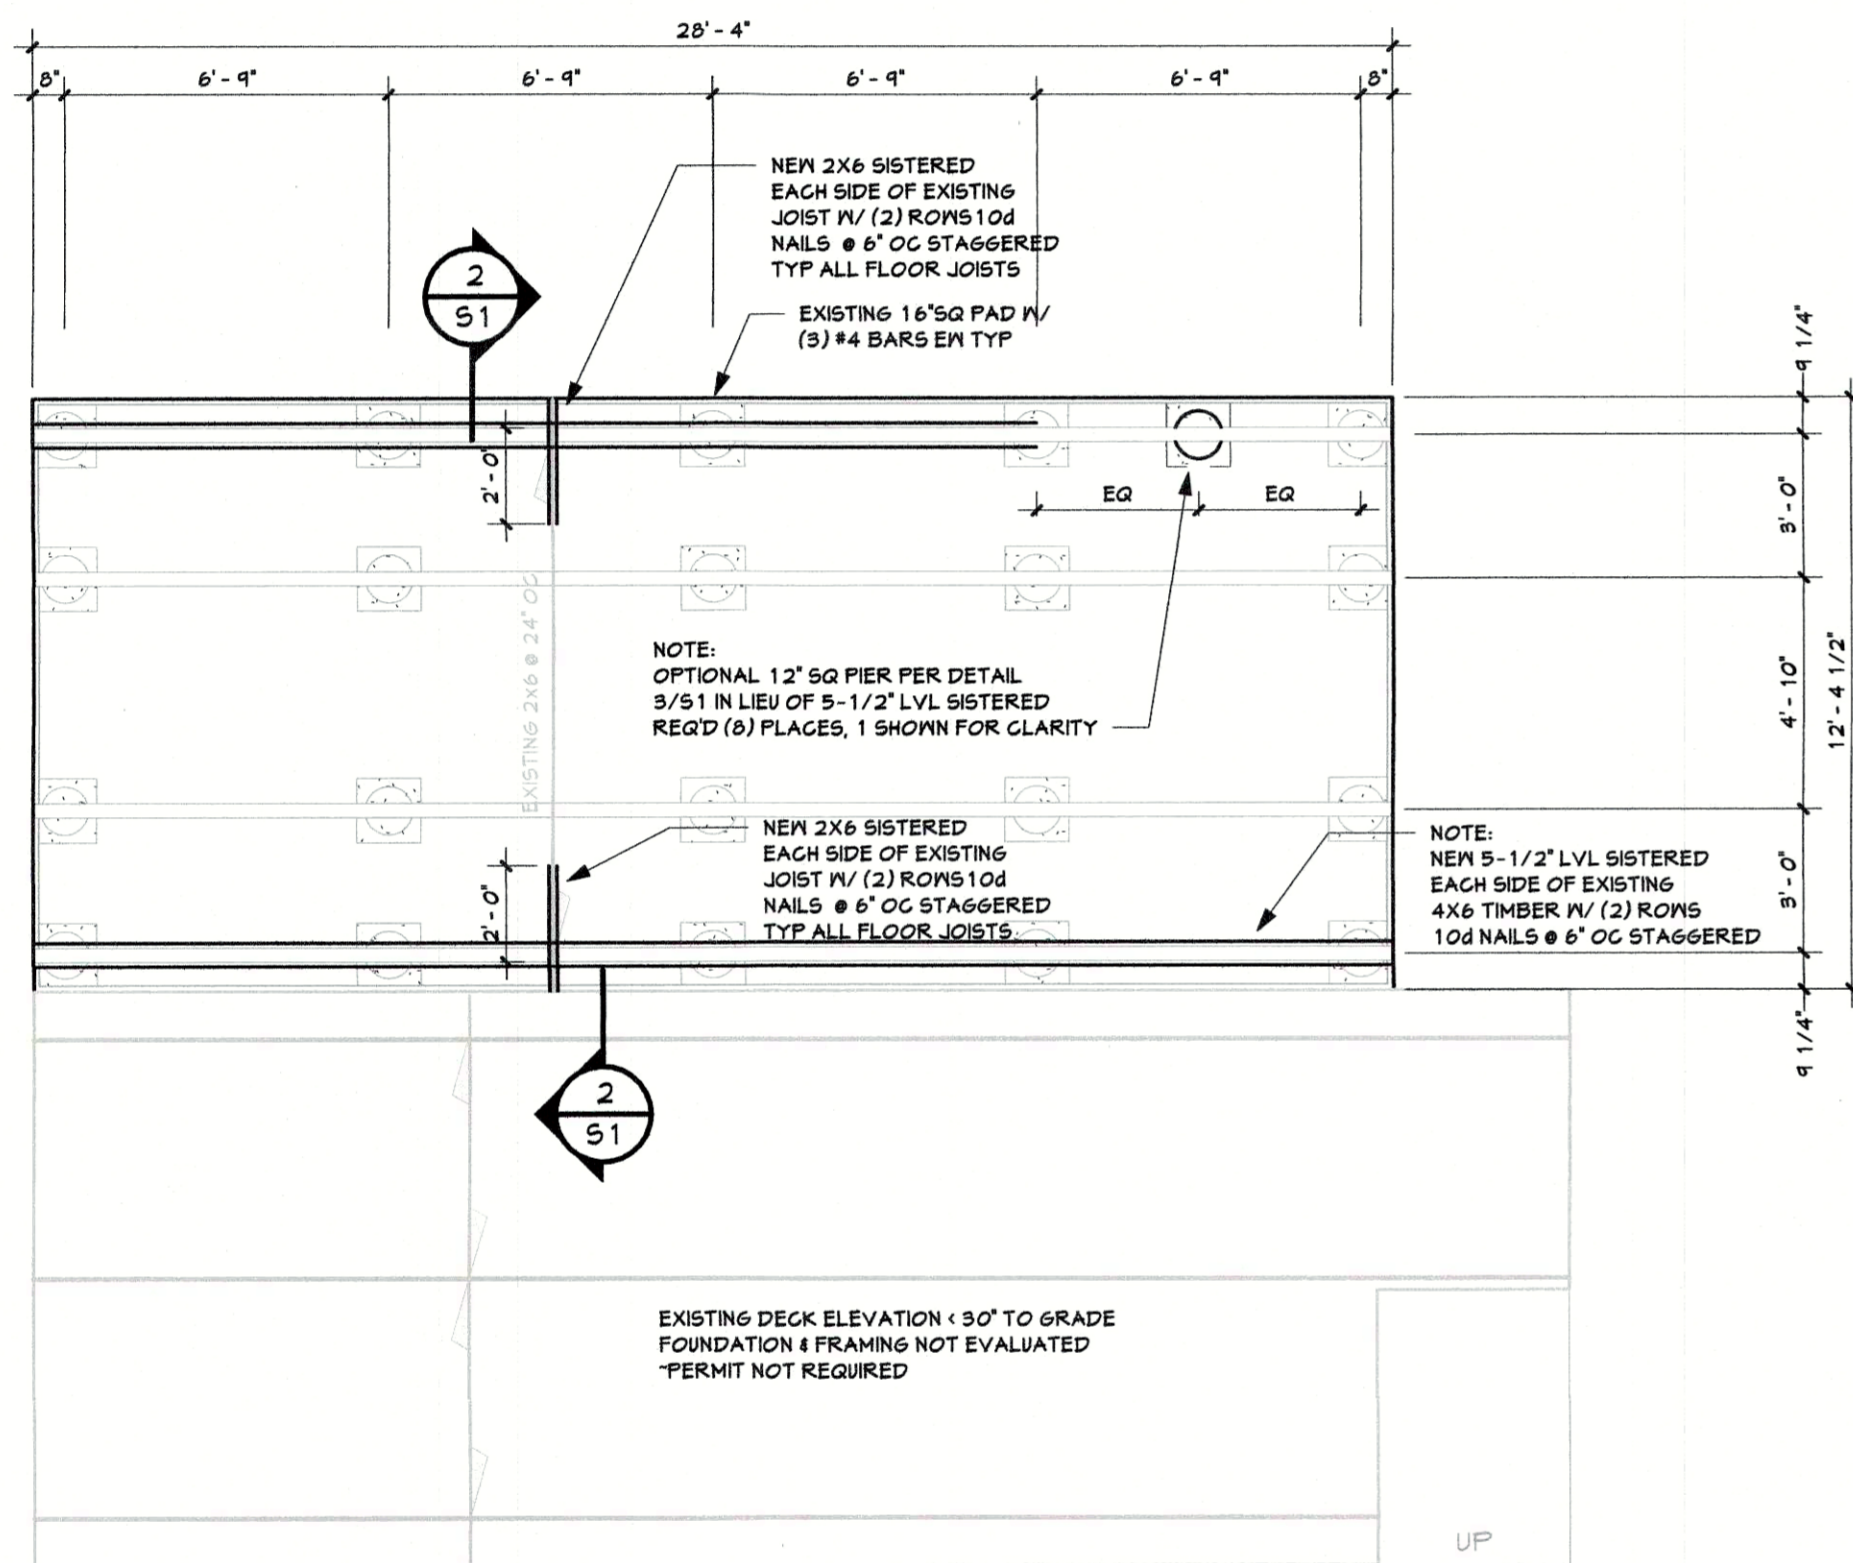 28' - 4"
8" 6' - 9" 6' - 9" 6' - 9" 6' - 9" 8"
NEW 2X6 SISTERED
EACH SIDE OF EXISTING
JOIST W/ (2) ROWS10d
NAILS @ 6" OC STAGGERED
TYP ALL FLOOR JOISTS
2
S1
EXISTING 16"SQ PAD W/
(3) #4 BARS EW TYP
9 1/4"
2' - 0"
EQ EQ
3' - 0"
EXISTING 2X6 @ 24" OC
NOTE:
OPTIONAL 12" SQ PIER PER DETAIL
3/S1 IN LIEU OF 5-1/2" LVL SISTERED
REQ'D (8) PLACES, 1 SHOWN FOR CLARITY
4' - 10"
12' - 4 1/2"
NEW 2X6 SISTERED
EACH SIDE OF EXISTING
JOIST W/ (2) ROWS10d
NAILS @ 6" OC STAGGERED
TYP ALL FLOOR JOISTS
2' - 0"
NOTE:
NEW 5-1/2" LVL SISTERED
EACH SIDE OF EXISTING
4X6 TIMBER W/ (2) ROWS
10d NAILS @ 6" OC STAGGERED
3' - 0"
9 1/4"
2
S1
EXISTING DECK ELEVATION < 30" TO GRADE
FOUNDATION & FRAMING NOT EVALUATED
~PERMIT NOT REQUIRED
UP